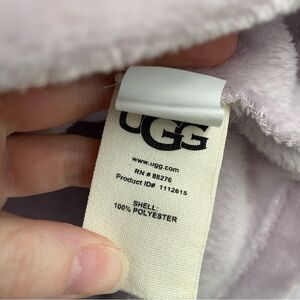 UGG
www.ugg.com
RN # 88276
Product ID# 1112615
SHELL:
100% POLYESTER